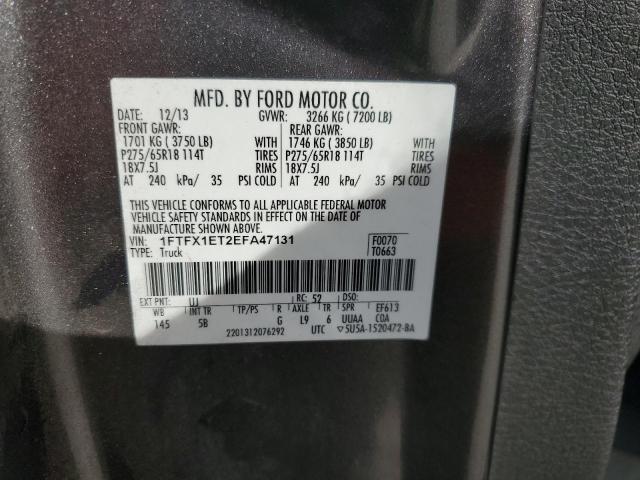 MFD. BY FORD MOTOR CO.
DATE: 12/13 GVWR: 3266 KG ( 7200 LB)
FRONT GAWR: REAR GAWR:
1701 KG ( 3750 LB) WITH 1746 KG ( 3850 LB) WITH
P275/65R18 114T TIRES P275/65R18 114T TIRES
18X7.5J RIMS 18X7.5J RIMS
AT 240 kPa/ 35 PSI COLD AT 240 kPa/ 35 PSI COLD
THIS VEHICLE CONFORMS TO ALL APPLICABLE FEDERAL MOTOR
VEHICLE SAFETY STANDARDS IN EFFECT ON THE DATE OF
MANUFACTURE SHOWN ABOVE.
VIN: 1FTFX1ET2EFA47131 F0070
TYPE: Truck T0663
EXT PNT: UJ RC: 52 DSO:
WB INT TR TP/PS R AXLE TR SPR EF613
145 5B G L9 6 UUAA COA
2201312076292 UTC ▽SU5A-1520472-BA